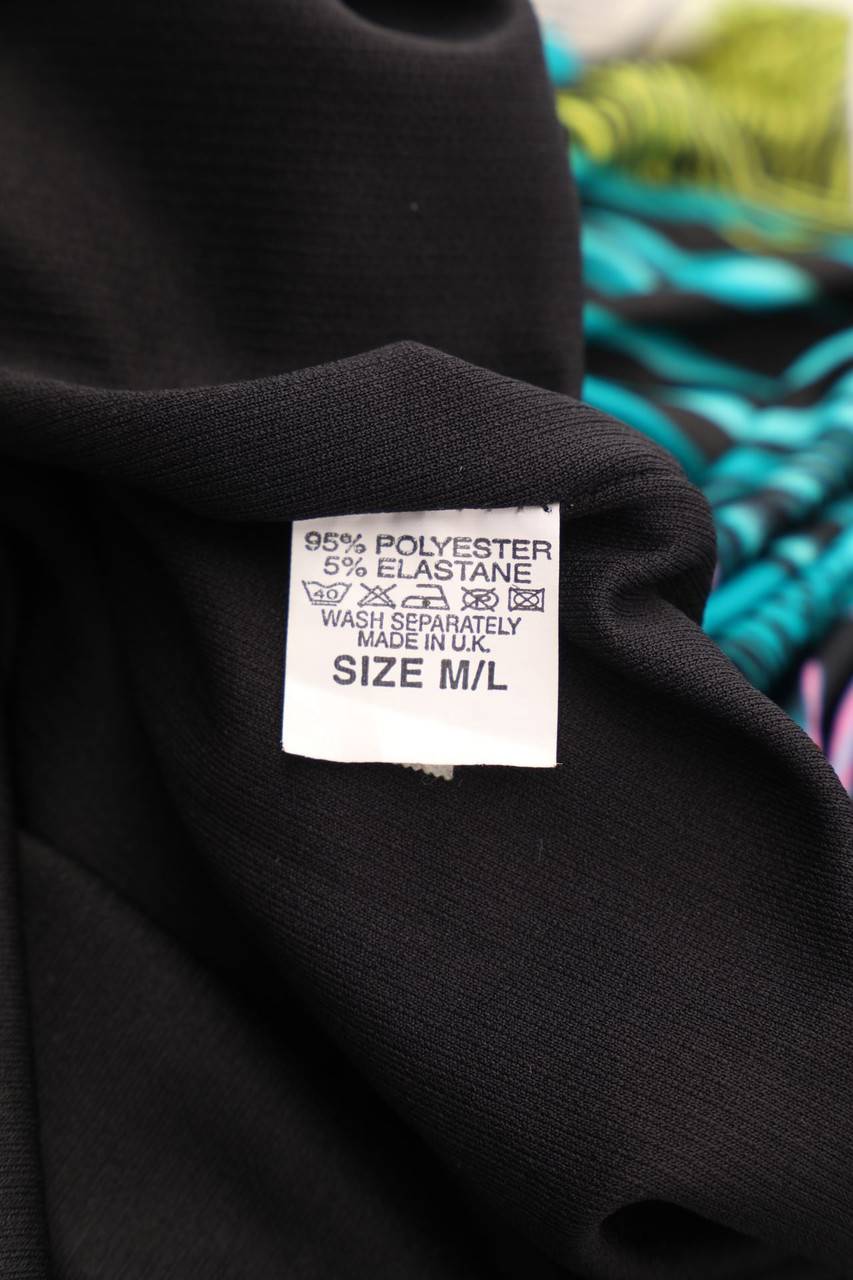 95% POLYESTER
5% ELASTANE
40
WASH SEPARATELY
MADE IN U.K.
SIZE M/L